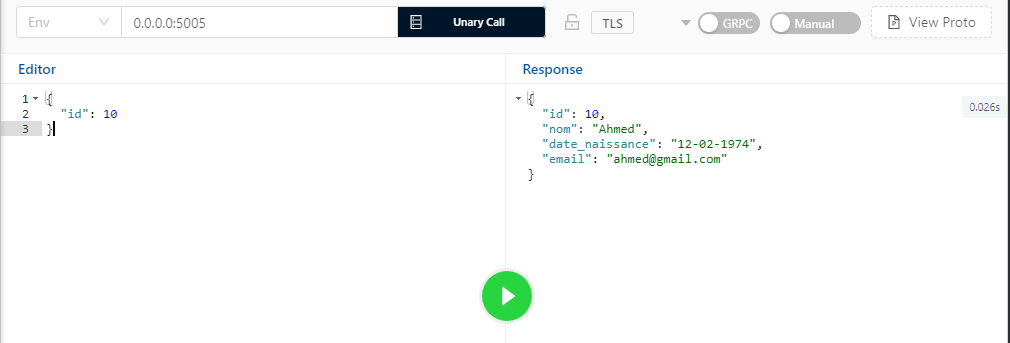 Env 0.0.0.0:5005 Unary Call TLS GRPC Manual View Proto
Editor
1 {
2 "id": 10
3 }
Response
{
"id": 10,
"nom": "Ahmed",
"date_naissance": "12-02-1974",
"email": "ahmed@gmail.com"
}
0.026s